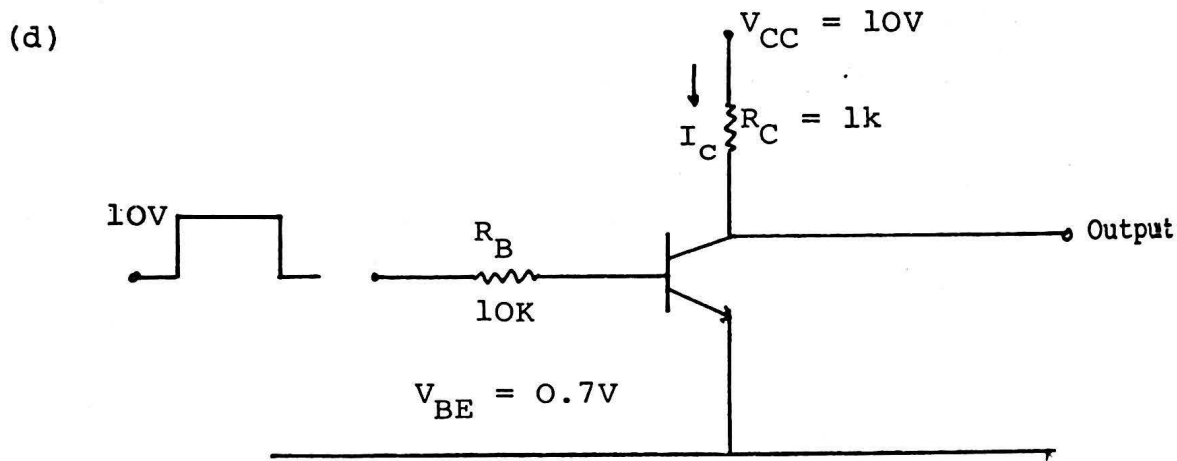 (d)
V_CC = 10V
I_C
R_C = 1k
10V
R_B
10K
Output
V_BE = 0.7V